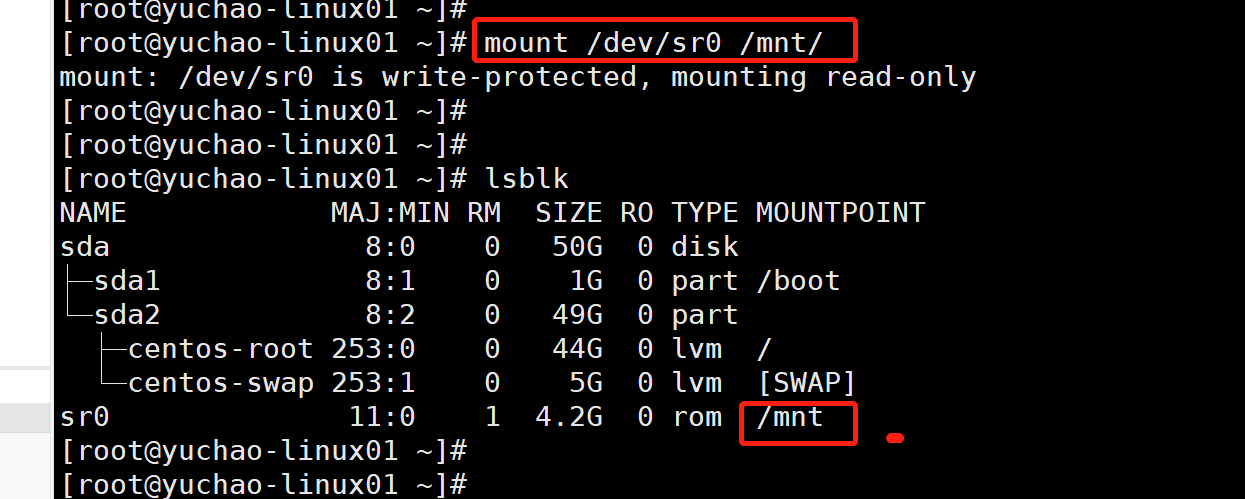 [root@yuchao-linux01 ~]#
[root@yuchao-linux01 ~]# mount /dev/sr0 /mnt/
mount: /dev/sr0 is write-protected, mounting read-only
[root@yuchao-linux01 ~]#
[root@yuchao-linux01 ~]#
[root@yuchao-linux01 ~]# lsblk
NAME            MAJ:MIN RM  SIZE RO TYPE MOUNTPOINT
sda               8:0    0   50G  0 disk
├─sda1            8:1    0    1G  0 part /boot
└─sda2            8:2    0   49G  0 part
  ├─centos-root 253:0    0   44G  0 lvm  /
  └─centos-swap 253:1    0    5G  0 lvm  [SWAP]
sr0              11:0    1  4.2G  0 rom  /mnt
[root@yuchao-linux01 ~]#
[root@yuchao-linux01 ~]#